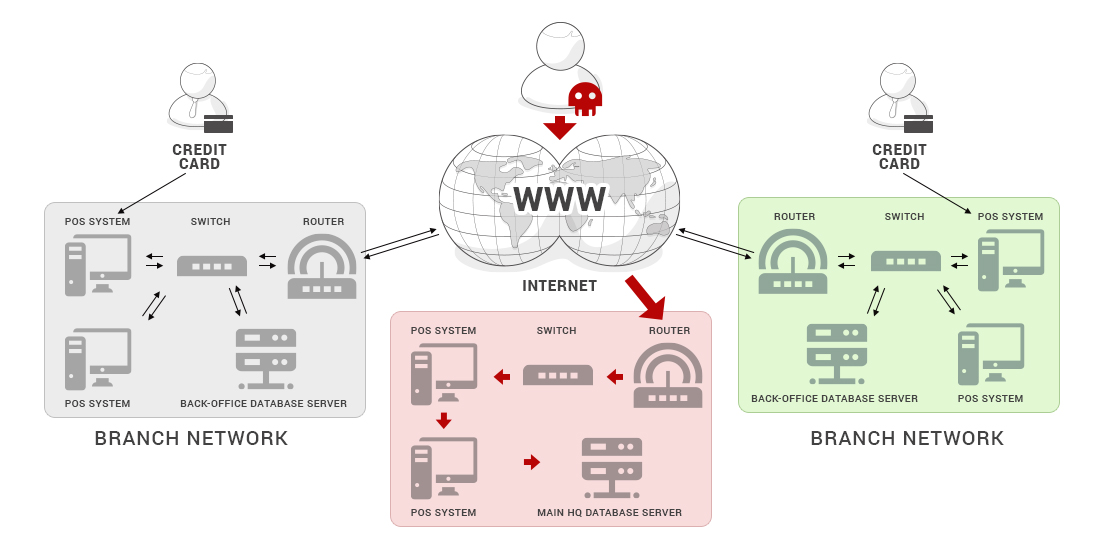 CREDIT
CARD
CREDIT
CARD
WWW
INTERNET
POS SYSTEM
SWITCH
ROUTER
POS SYSTEM
BACK-OFFICE DATABASE SERVER
BRANCH NETWORK
POS SYSTEM
SWITCH
ROUTER
POS SYSTEM
MAIN HQ DATABASE SERVER
ROUTER
SWITCH
POS SYSTEM
BACK-OFFICE DATABASE SERVER
POS SYSTEM
BRANCH NETWORK